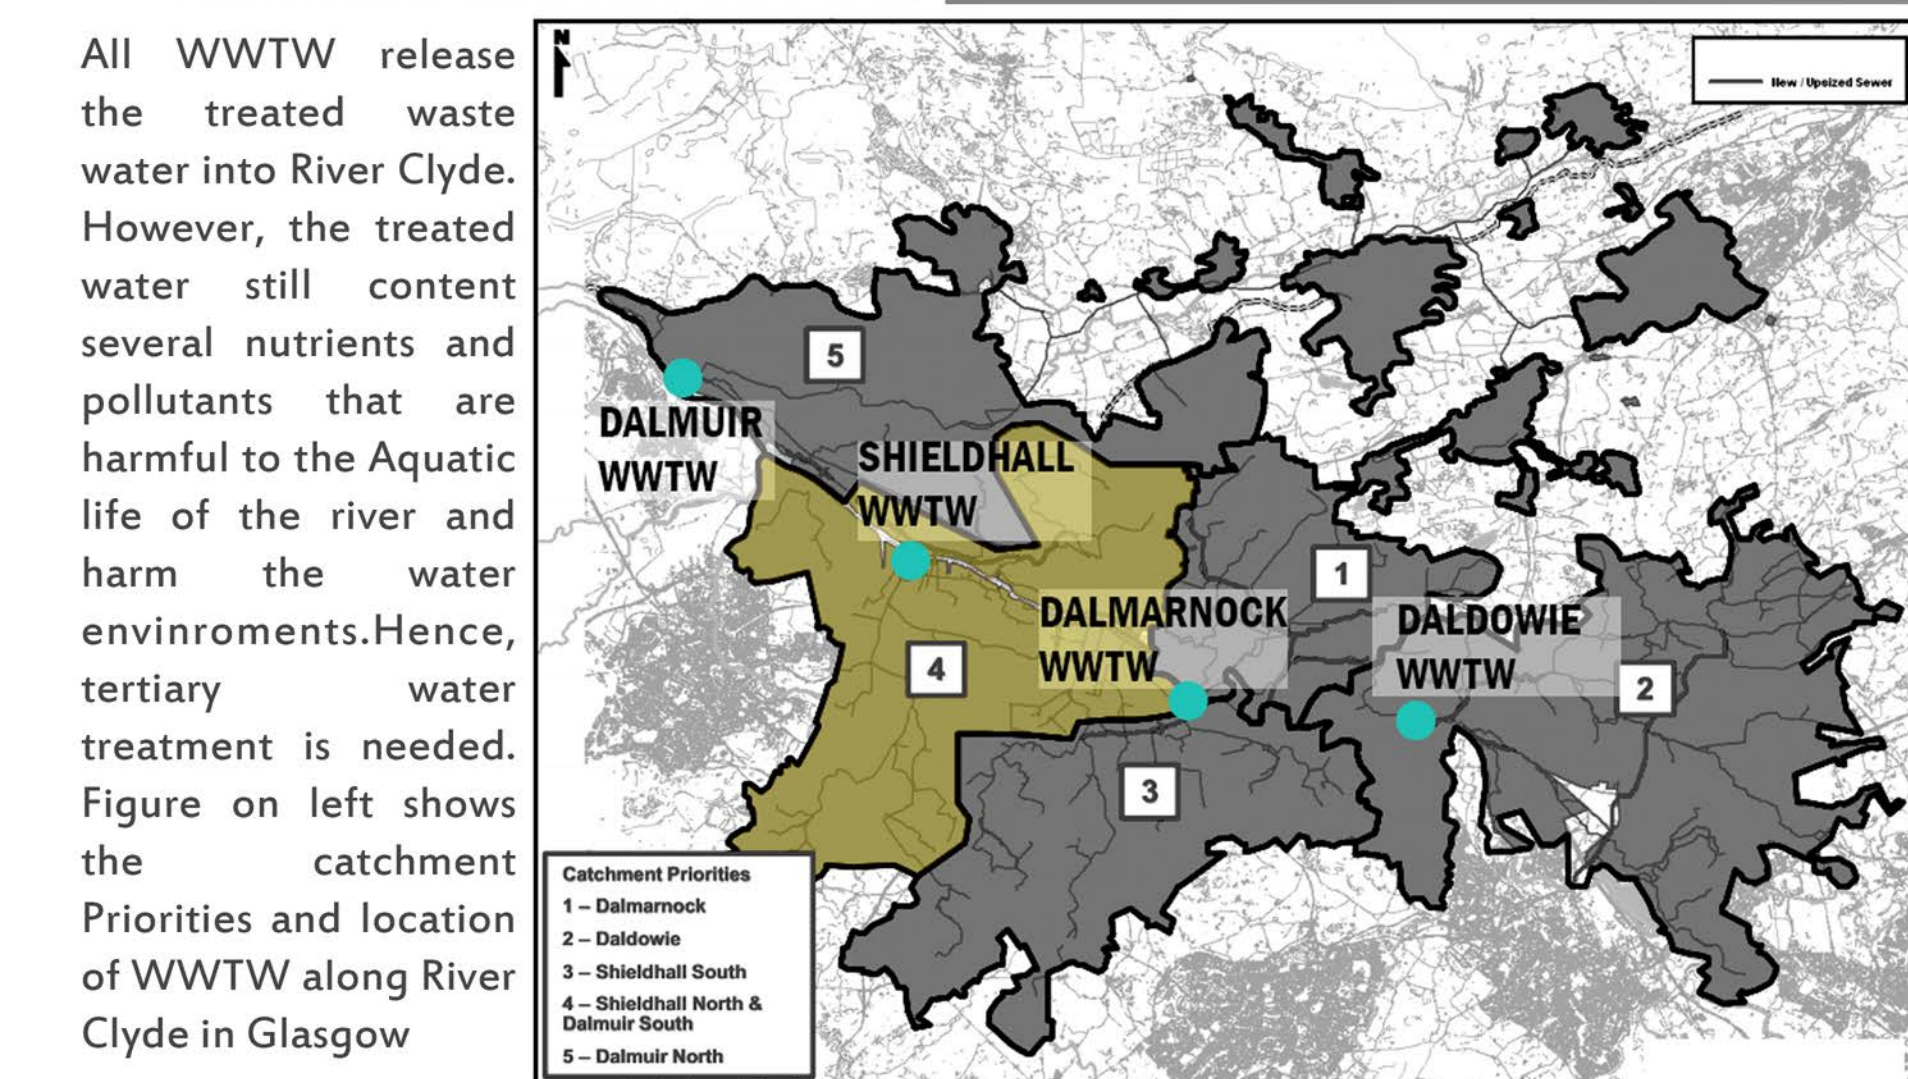 All WWTW release
the treated waste
water into River Clyde.
However, the treated
water still content
several nutrients and
pollutants that are
harmful to the Aquatic
life of the river and
harm the water
envinroments.Hence,
tertiary water
treatment is needed.
Figure on left shows
the catchment
Priorities and location
of WWTW along River
Clyde in Glasgow
N
New / Upsized Sewer
5
DALMUIR
WWTW
SHIELDHALL
WWTW
1
DALMARNOCK
WWTW
DALDOWIE
WWTW
4
2
3
Catchment Priorities
1 – Dalmarnock
2 – Daldowie
3 – Shieldhall South
4 – Shieldhall North &
Dalmuir South
5 – Dalmuir North